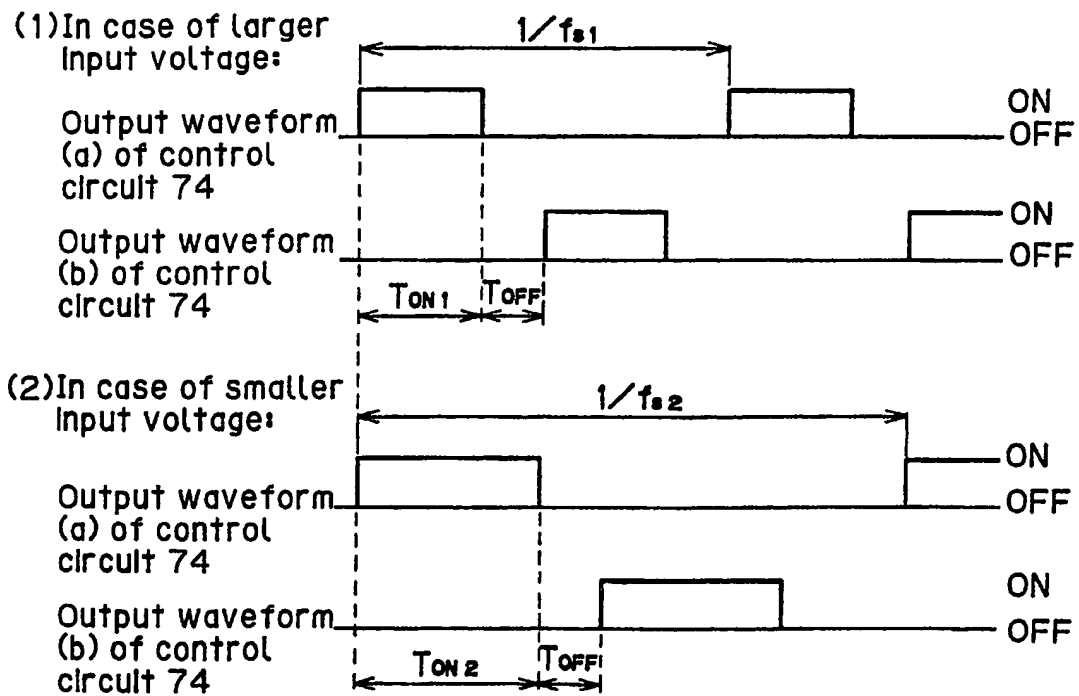 (1)In case of larger
input voltage:
1/fs1
Output waveform
(a) of control
circuit 74
ON
OFF
Output waveform
(b) of control
circuit 74
ON
OFF
TON1
TOFF
(2)In case of smaller
input voltage:
1/fs2
Output waveform
(a) of control
circuit 74
ON
OFF
Output waveform
(b) of control
circuit 74
ON
OFF
TON2
TOFF